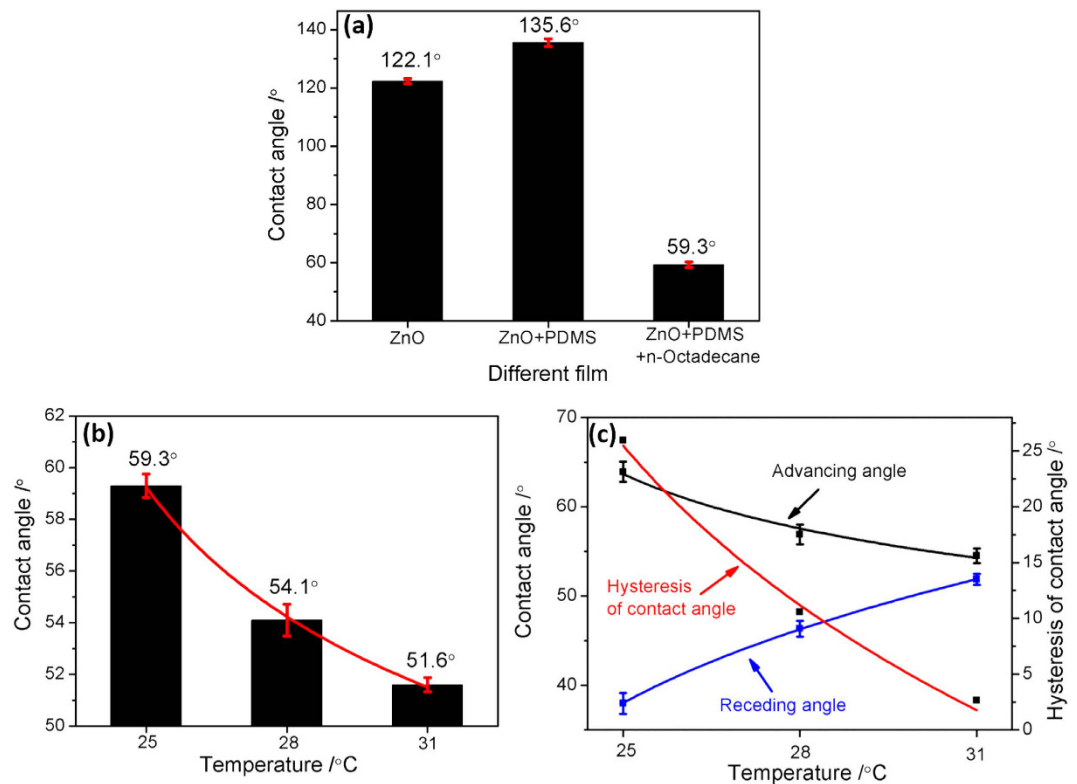 (a)
Contact angle /°
140
120
100
80
60
40
122.1°
135.6°
59.3°
ZnO
ZnO+PDMS
ZnO+PDMS
+n-Octadecane
Different film
(b)
Contact angle /°
62
60
58
56
54
52
50
59.3°
54.1°
51.6°
25
28
31
Temperature /°C
(c)
Contact angle /°
70
60
50
40
Advancing angle
Hysteresis
of contact angle
Receding angle
25°
20
15
10
5
0
Hysteresis of contact angle /°
25
28
31
Temperature /°C